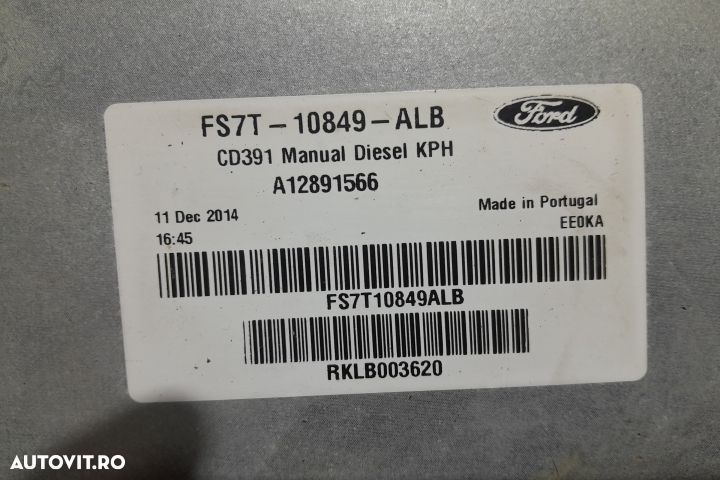 FS7T-10849-ALB
Ford
CD391 Manual Diesel KPH
A12891566
11 Dec 2014
16:45
Made in Portugal
EE0KA
FS7T10849ALB
RKLB003620
AUTOVIT.RO